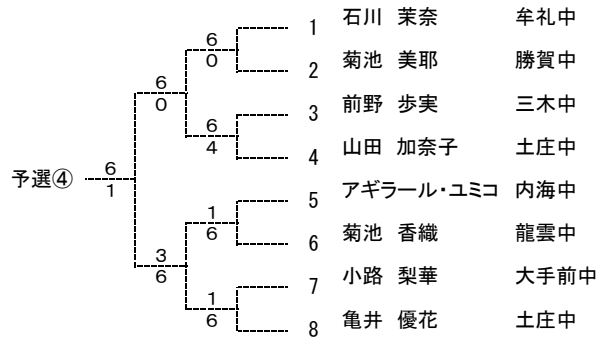 1 石川 茉奈 牟礼中
6
0
2 菊池 美耶 勝賀中
6
0
3 前野 歩実 三木中
6
4
4 山田 加奈子 土庄中
予選④
6
1
5 アギラール・ユミコ 内海中
1
6
6 菊池 香織 龍雲中
3
6
7 小路 梨華 大手前中
1
6
8 亀井 優花 土庄中